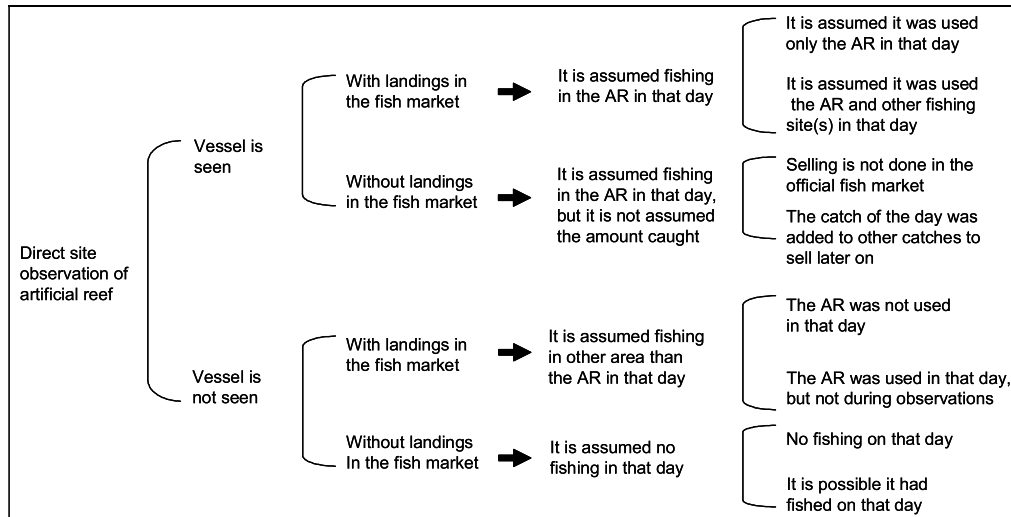 Direct site
observation of
artificial reef
Vessel is
seen
With landings in
the fish market
It is assumed fishing
in the AR in that day
It is assumed it was used
only the AR in that day
It is assumed it was used
the AR and other fishing
site(s) in that day
Without landings
in the fish market
It is assumed fishing
in the AR in that day,
but it is not assumed
the amount caught
Selling is not done in the
official fish market
The catch of the day was
added to other catches to
sell later on
Vessel is
not seen
With landings in
the fish market
It is assumed fishing
in other area than
the AR in that day
The AR was not used
in that day
The AR was used in that day,
but not during observations
Without landings
In the fish market
It is assumed no
fishing in that day
No fishing on that day
It is possible it had
fished on that day